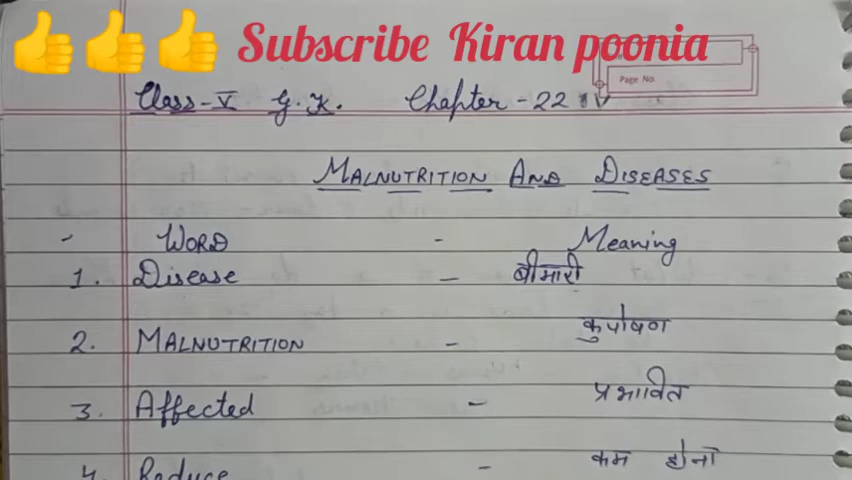 👍👍👍 Subscribe Kiran poonia
Page No.
Class-V G.K. Chapter-22
MALNUTRITION AND DISEASES
- WORD - Meaning
1. Disease - बीमारी
2. MALNUTRITION - कुपोषण
3. Affected - प्रभावित
4. Reduce - कम होना